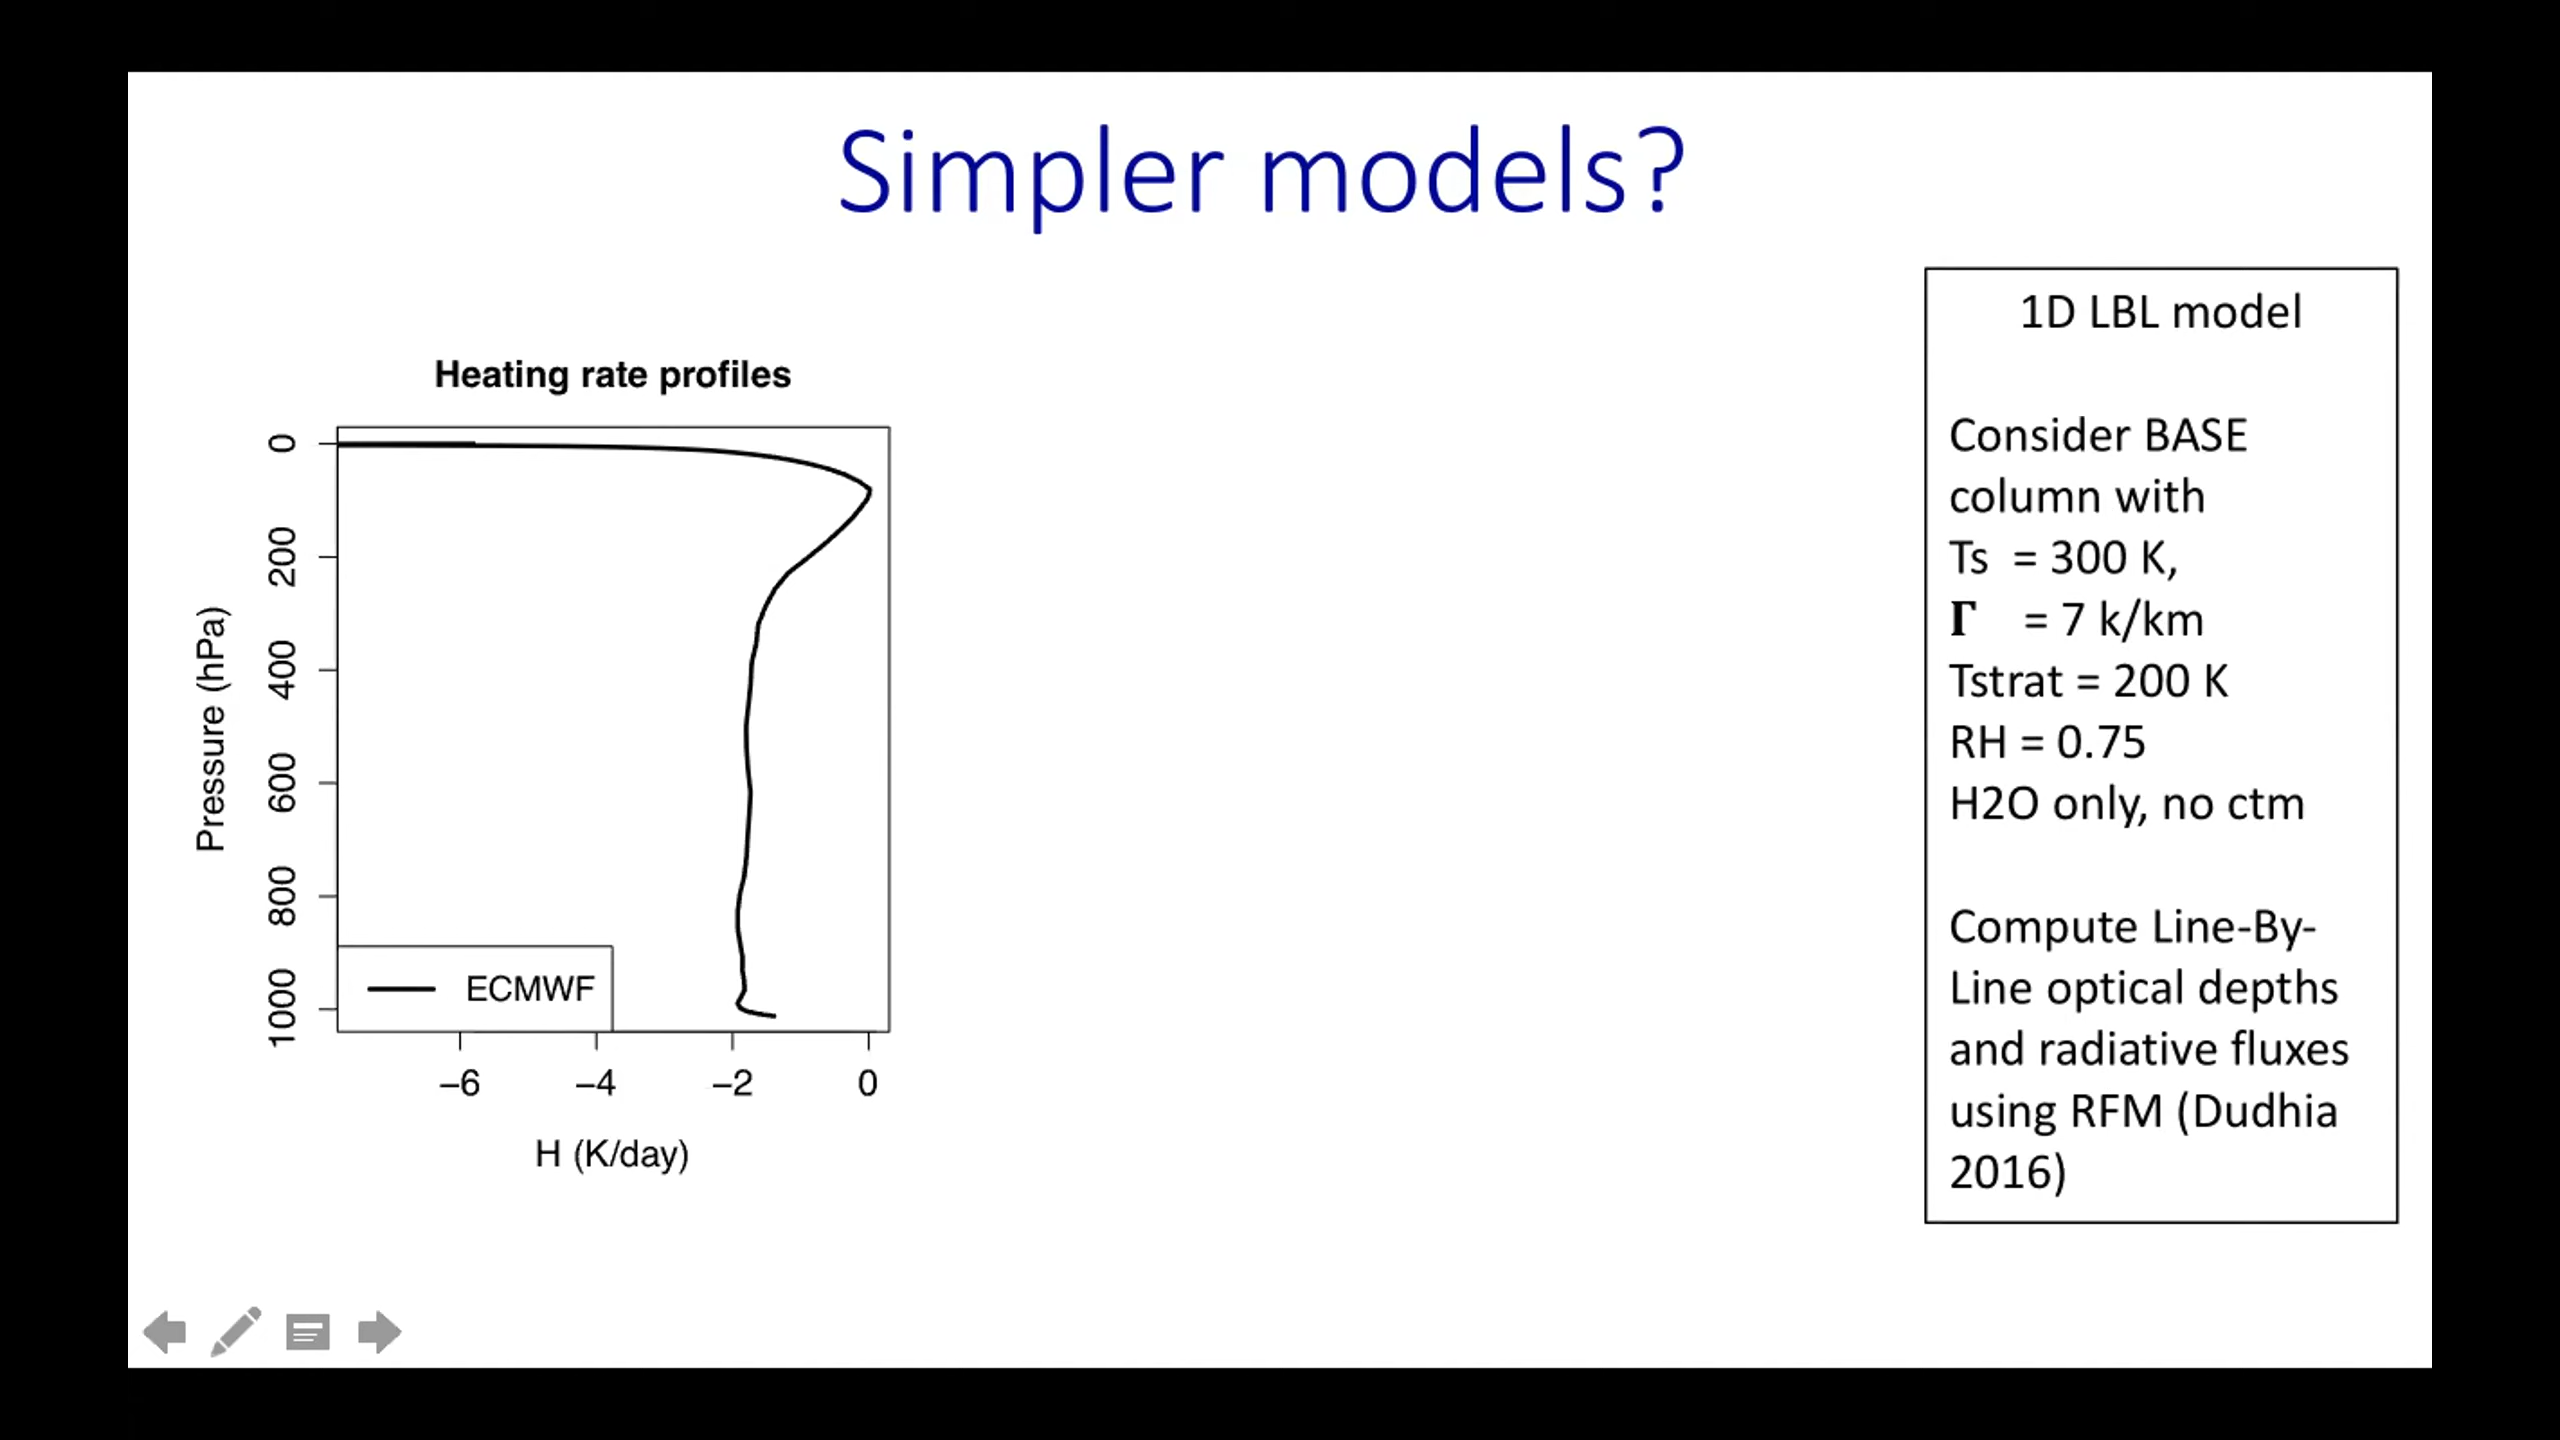 Simpler models?
Heating rate profiles
0
200
400
600
800
1000
Pressure (hPa)
ECMWF
−6 −4 −2 0
H (K/day)
1D LBL model
Consider BASE
column with
Ts = 300 K,
Γ = 7 k/km
Tstrat = 200 K
RH = 0.75
H2O only, no ctm
Compute Line-By-
Line optical depths
and radiative fluxes
using RFM (Dudhia
2016)